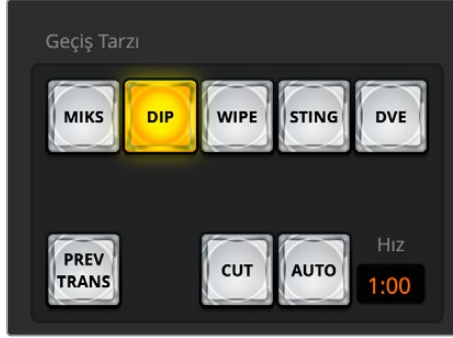 Geçiş Tarzı
MIKS DIP WIPE STING DVE
PREV
TRANS
CUT AUTO
Hız
1:00